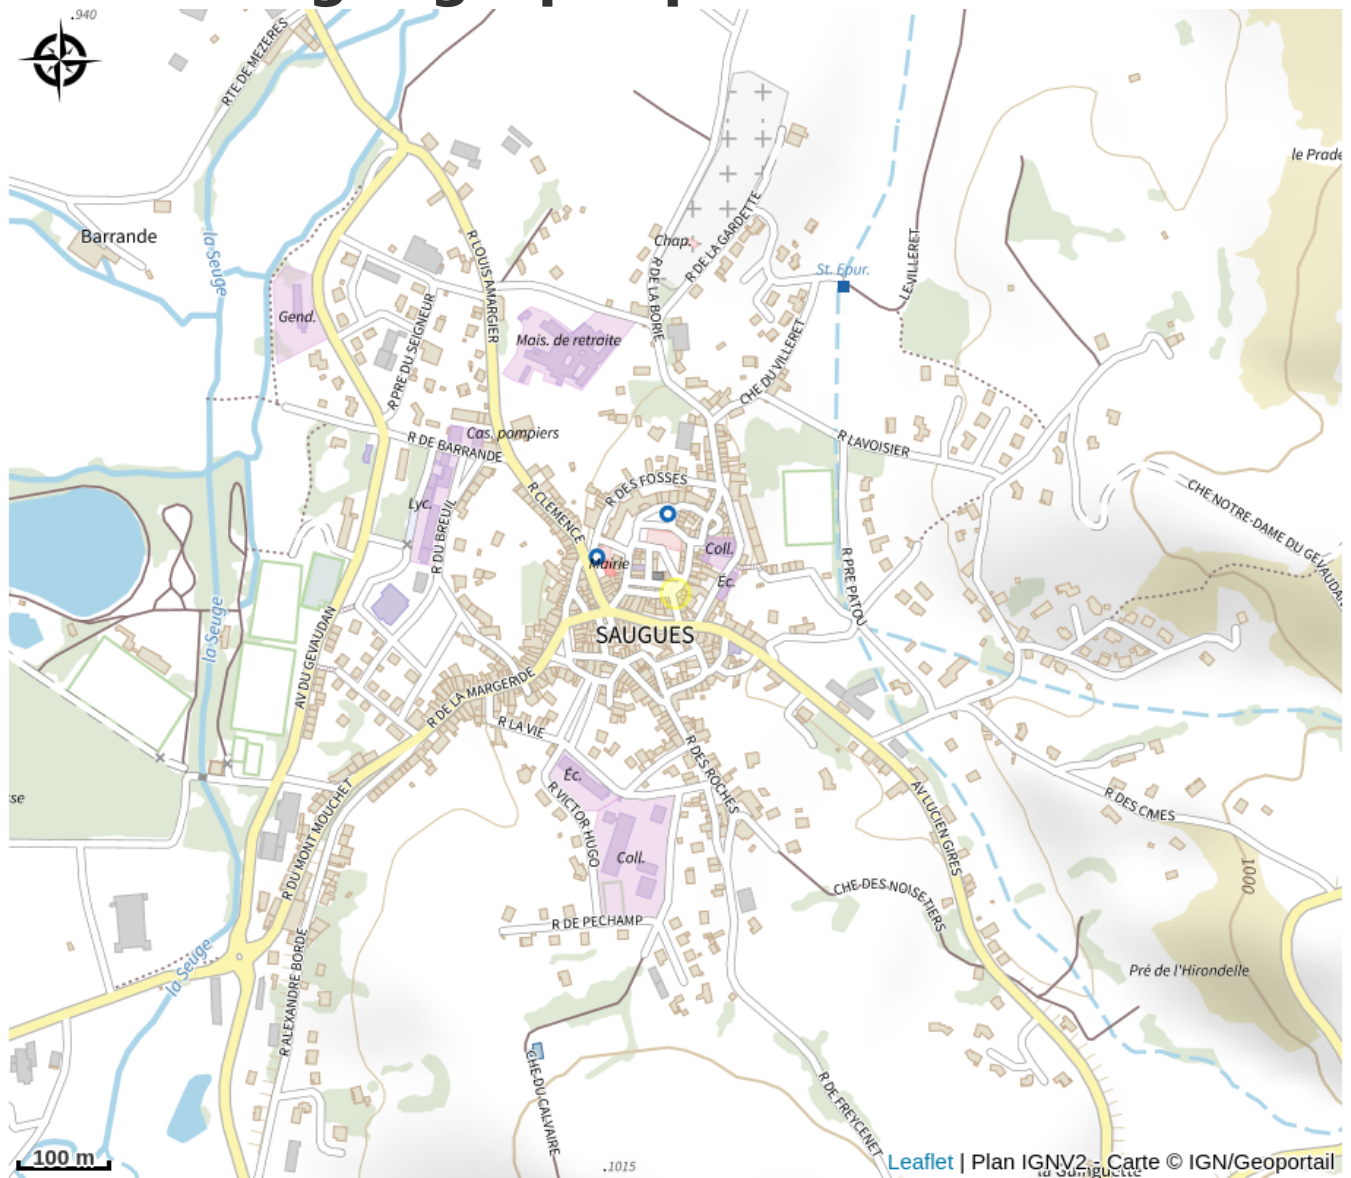 940
RTE DE MEZERES
le Prade
Barrande
la Seuge
R LOUIS AMARGIER
Chap.
R DE LA GARDETTE
R DE LA BORIE
St. Epur.
LE VILLERET
Gend.
R PRE DU SEIGNEUR
Mais. de retraite
CHE DU VILLERET
Cas. pompiers
R DE BARRANDE
R LAVOISIER
R DES FOSSES
CHE NOTRE-DAME DU GEVAUDAN
Lyc.
R CLEMENCE
R DU BREUIL
Coll.
Mairie
Éc.
R PRE PATOU
la Seuge
SAUGUES
AV DU GEVAUDAN
R DE LA MARGERIDE
R LA VIE
R DES ROCHES
Éc.
R VICTOR HUGO
sse
R DU MONT MOUCHET
AV LUCIEN GIRES
R DES CIMES
Coll.
1000
CHE DES NOISETIERS
R DE PECHAMP
la Seuge
R ALEXANDRE BORDE
Pré de l'Hirondelle
CHE DU CALVAIRE
R DE FREYCENET
100 m
1015
la Guinguette
Leaflet | Plan IGNV2 - Carte © IGN/Geoportail